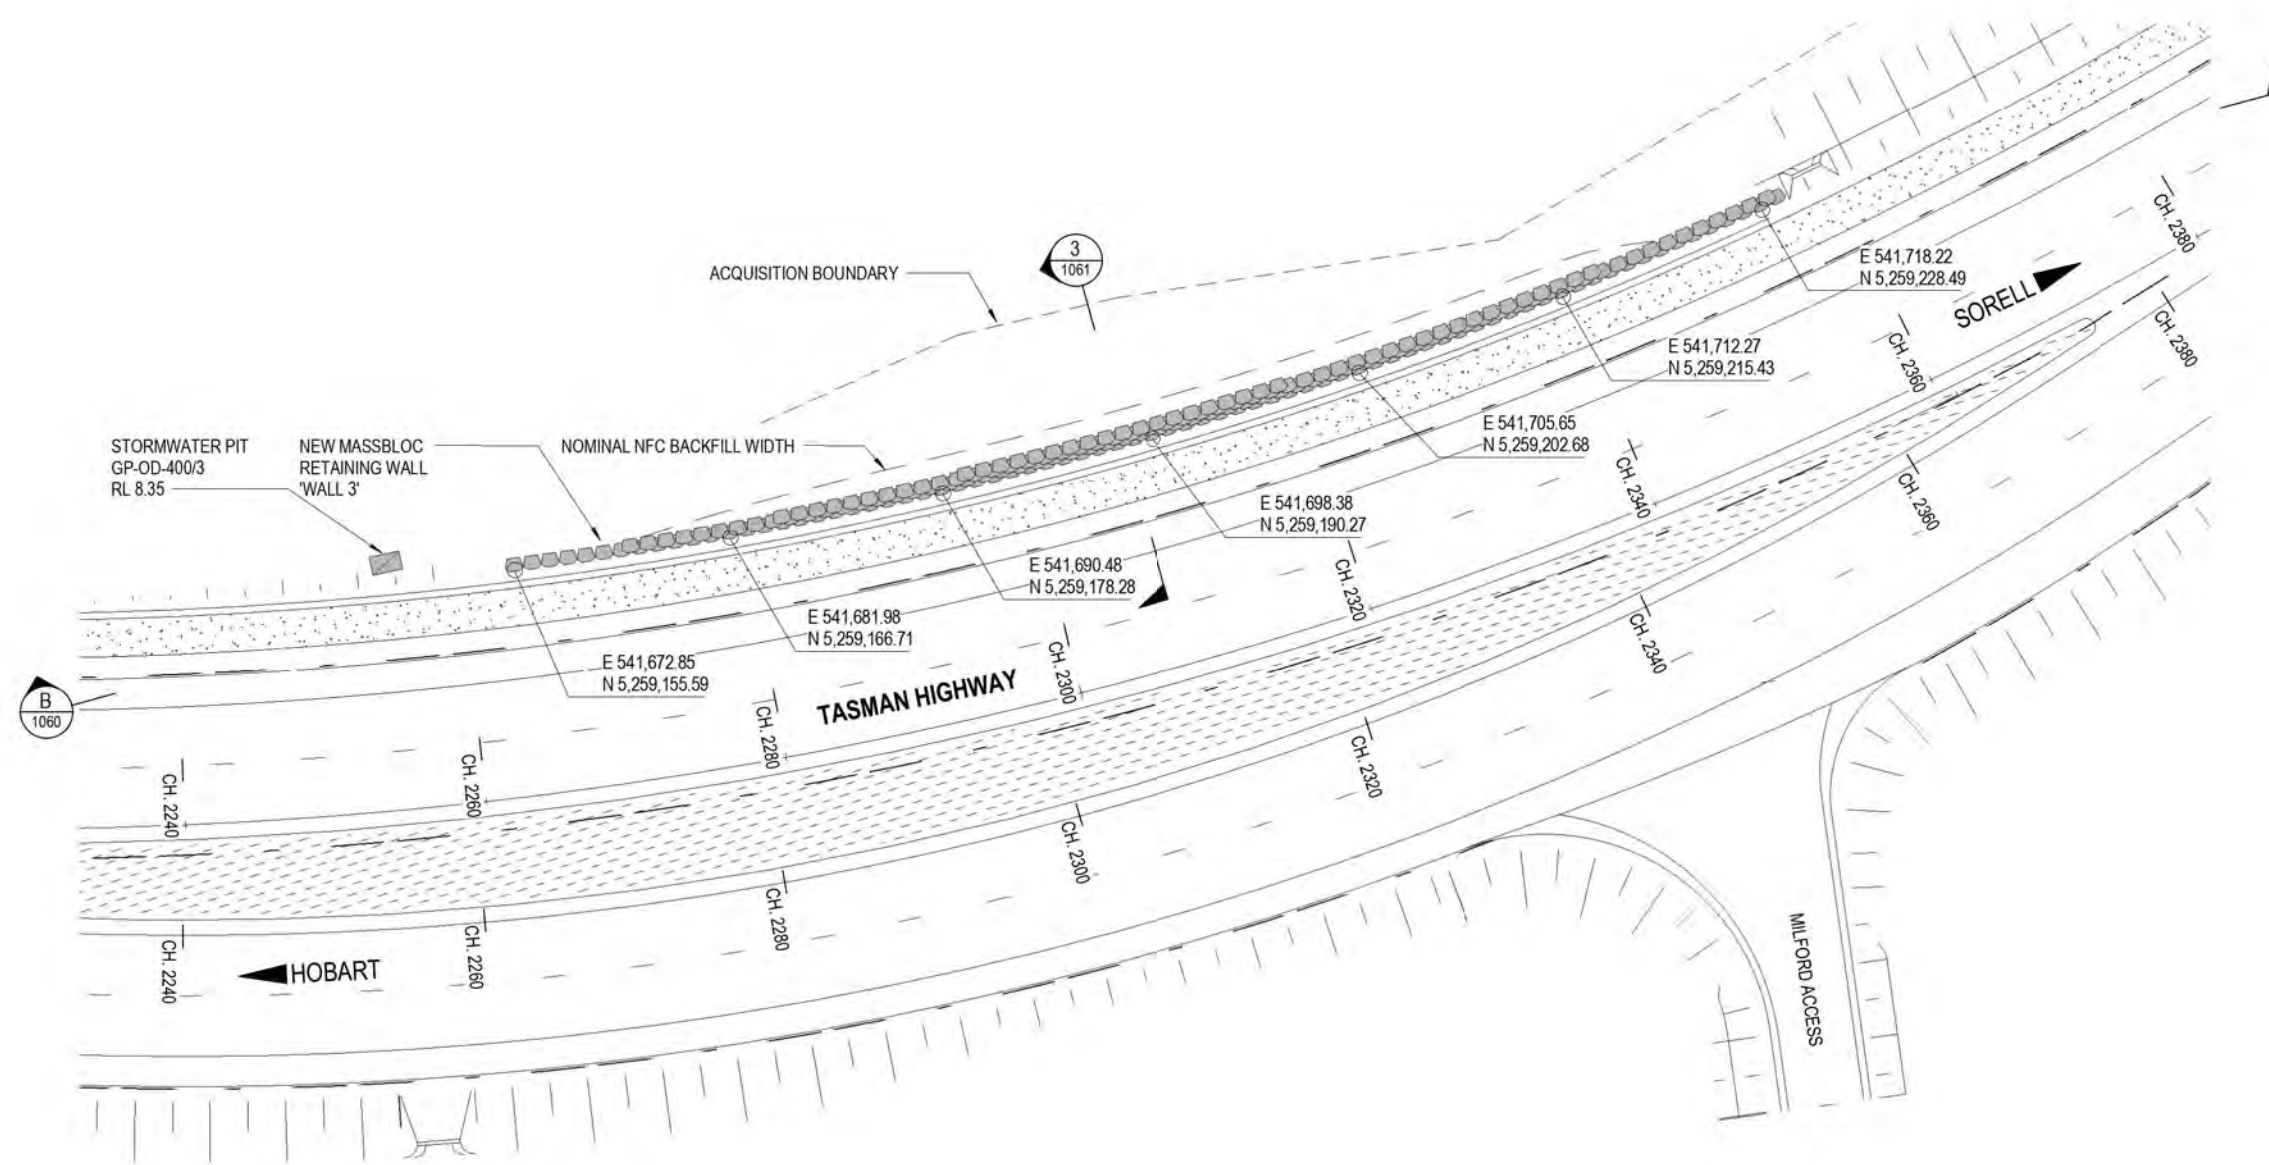 3
1061
ACQUISITION BOUNDARY
STORMWATER PIT
GP-OD-400/3
RL 8.35
NEW MASSBLOC
RETAINING WALL
'WALL 3'
NOMINAL NFC BACKFILL WIDTH
E 541,718.22
N 5,259,228.49
E 541,712.27
N 5,259,215.43
E 541,705.65
N 5,259,202.68
E 541,698.38
N 5,259,190.27
E 541,690.48
N 5,259,178.28
E 541,681.98
N 5,259,166.71
E 541,672.85
N 5,259,155.59
B
1060
TASMAN HIGHWAY
SORELL
HOBART
MILFORD ACCESS
CH. 2240
CH. 2260
CH. 2280
CH. 2300
CH. 2320
CH. 2340
CH. 2360
CH. 2380
CH. 2240
CH. 2260
CH. 2280
CH. 2300
CH. 2320
CH. 2340
CH. 2360
CH. 2380